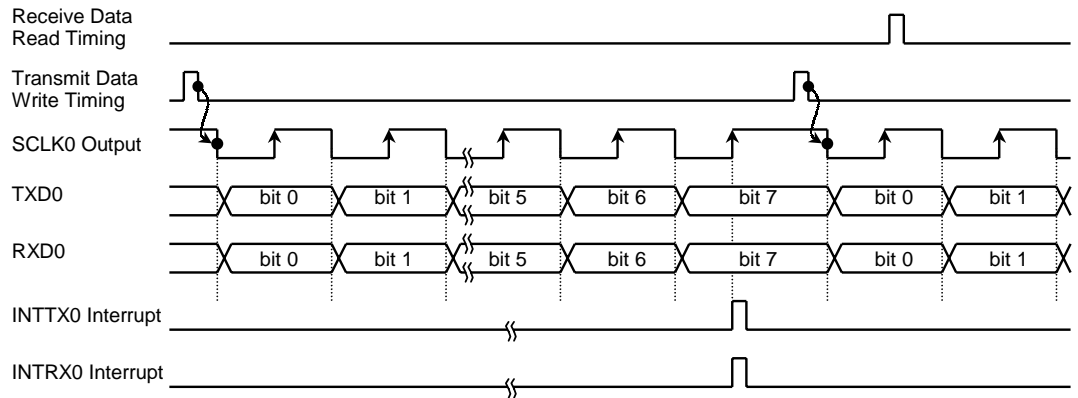 Receive Data
Read Timing
Transmit Data
Write Timing
SCLK0 Output
TXD0
bit 0 bit 1 bit 5 bit 6 bit 7 bit 0 bit 1
RXD0
bit 0 bit 1 bit 5 bit 6 bit 7 bit 0 bit 1
INTTX0 Interrupt
INTRX0 Interrupt